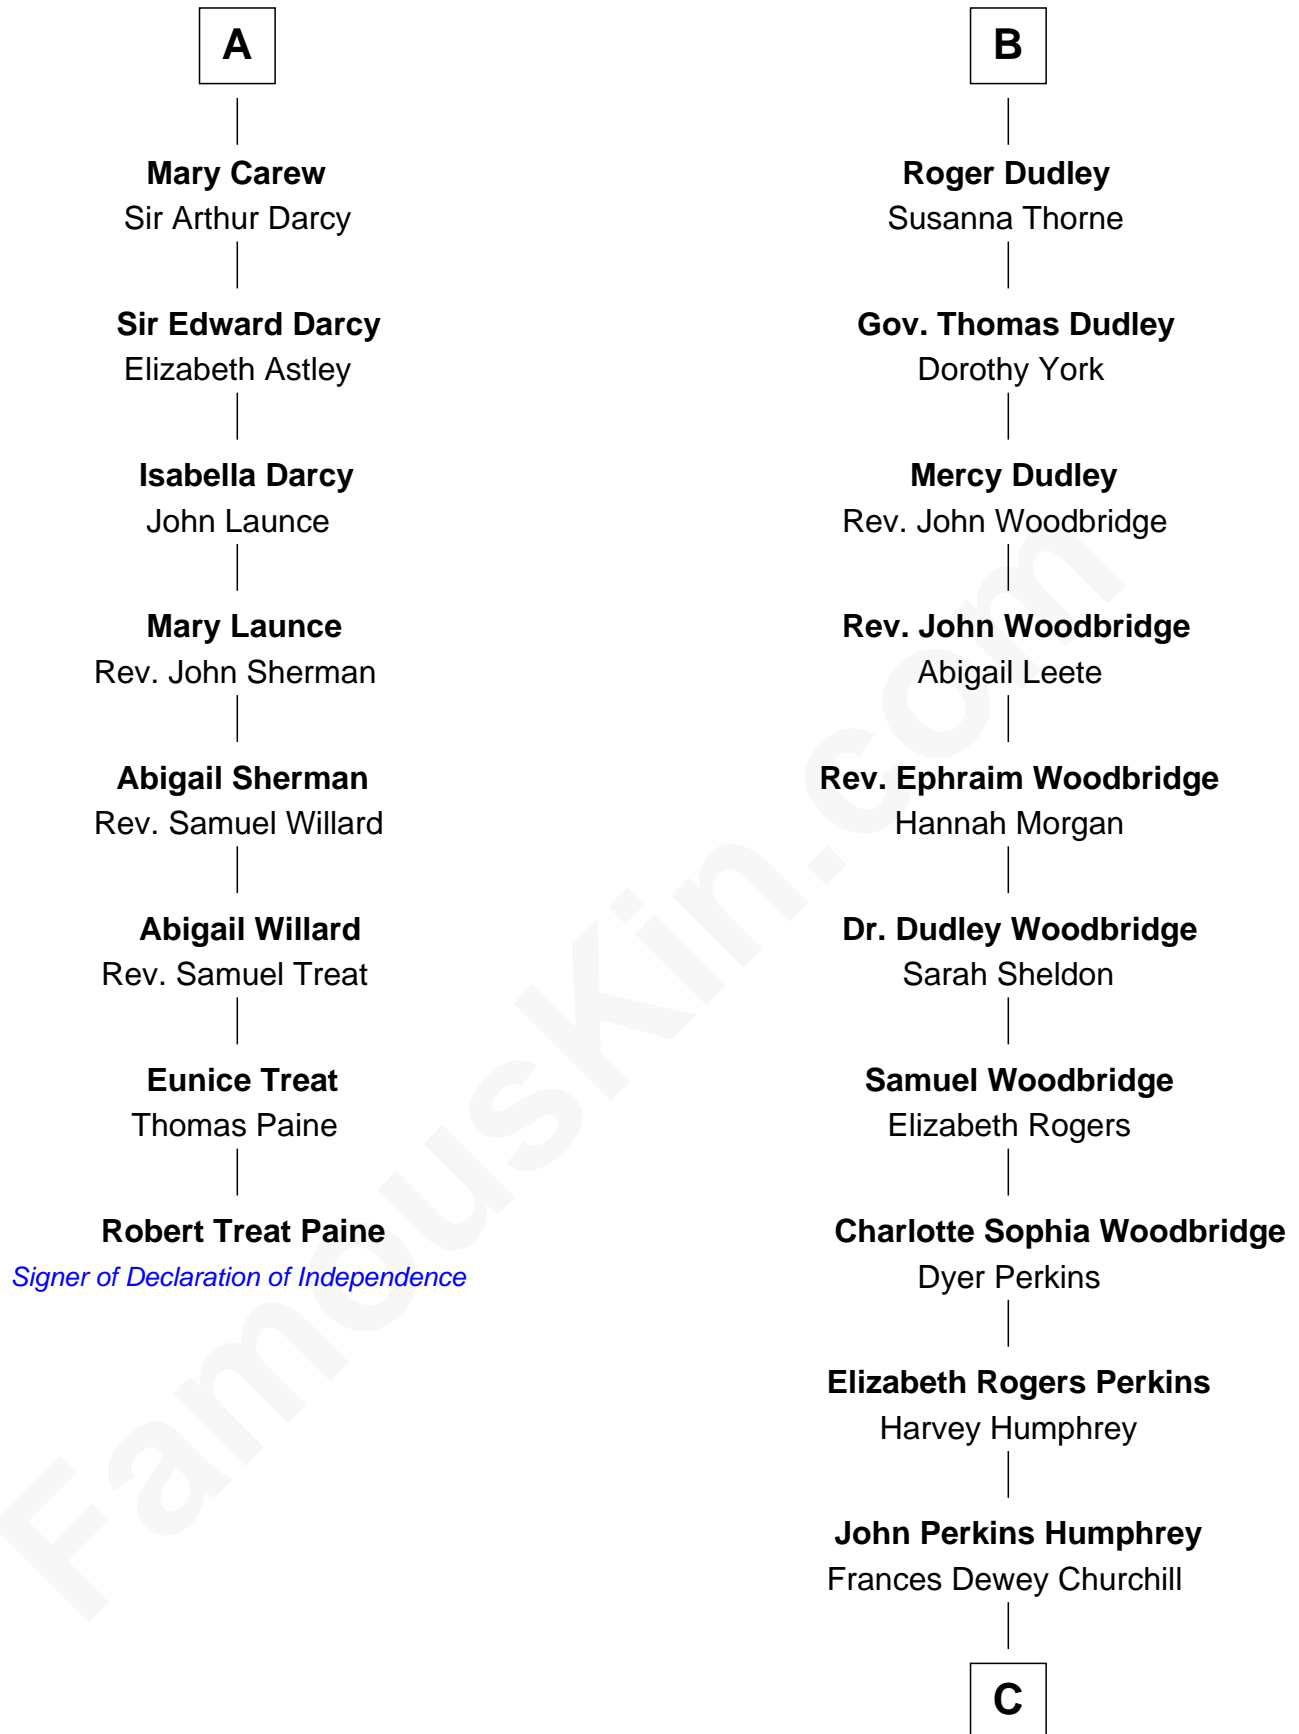 A
Mary Carew
Sir Arthur Darcy
Sir Edward Darcy
Elizabeth Astley
Isabella Darcy
John Launce
Mary Launce
Rev. John Sherman
Abigail Sherman
Rev. Samuel Willard
Abigail Willard
Rev. Samuel Treat
Eunice Treat
Thomas Paine
Robert Treat Paine
Signer of Declaration of Independence
B
Roger Dudley
Susanna Thorne
Gov. Thomas Dudley
Dorothy York
Mercy Dudley
Rev. John Woodbridge
Rev. John Woodbridge
Abigail Leete
Rev. Ephraim Woodbridge
Hannah Morgan
Dr. Dudley Woodbridge
Sarah Sheldon
Samuel Woodbridge
Elizabeth Rogers
Charlotte Sophia Woodbridge
Dyer Perkins
Elizabeth Rogers Perkins
Harvey Humphrey
John Perkins Humphrey
Frances Dewey Churchill
C
FamousKin.com